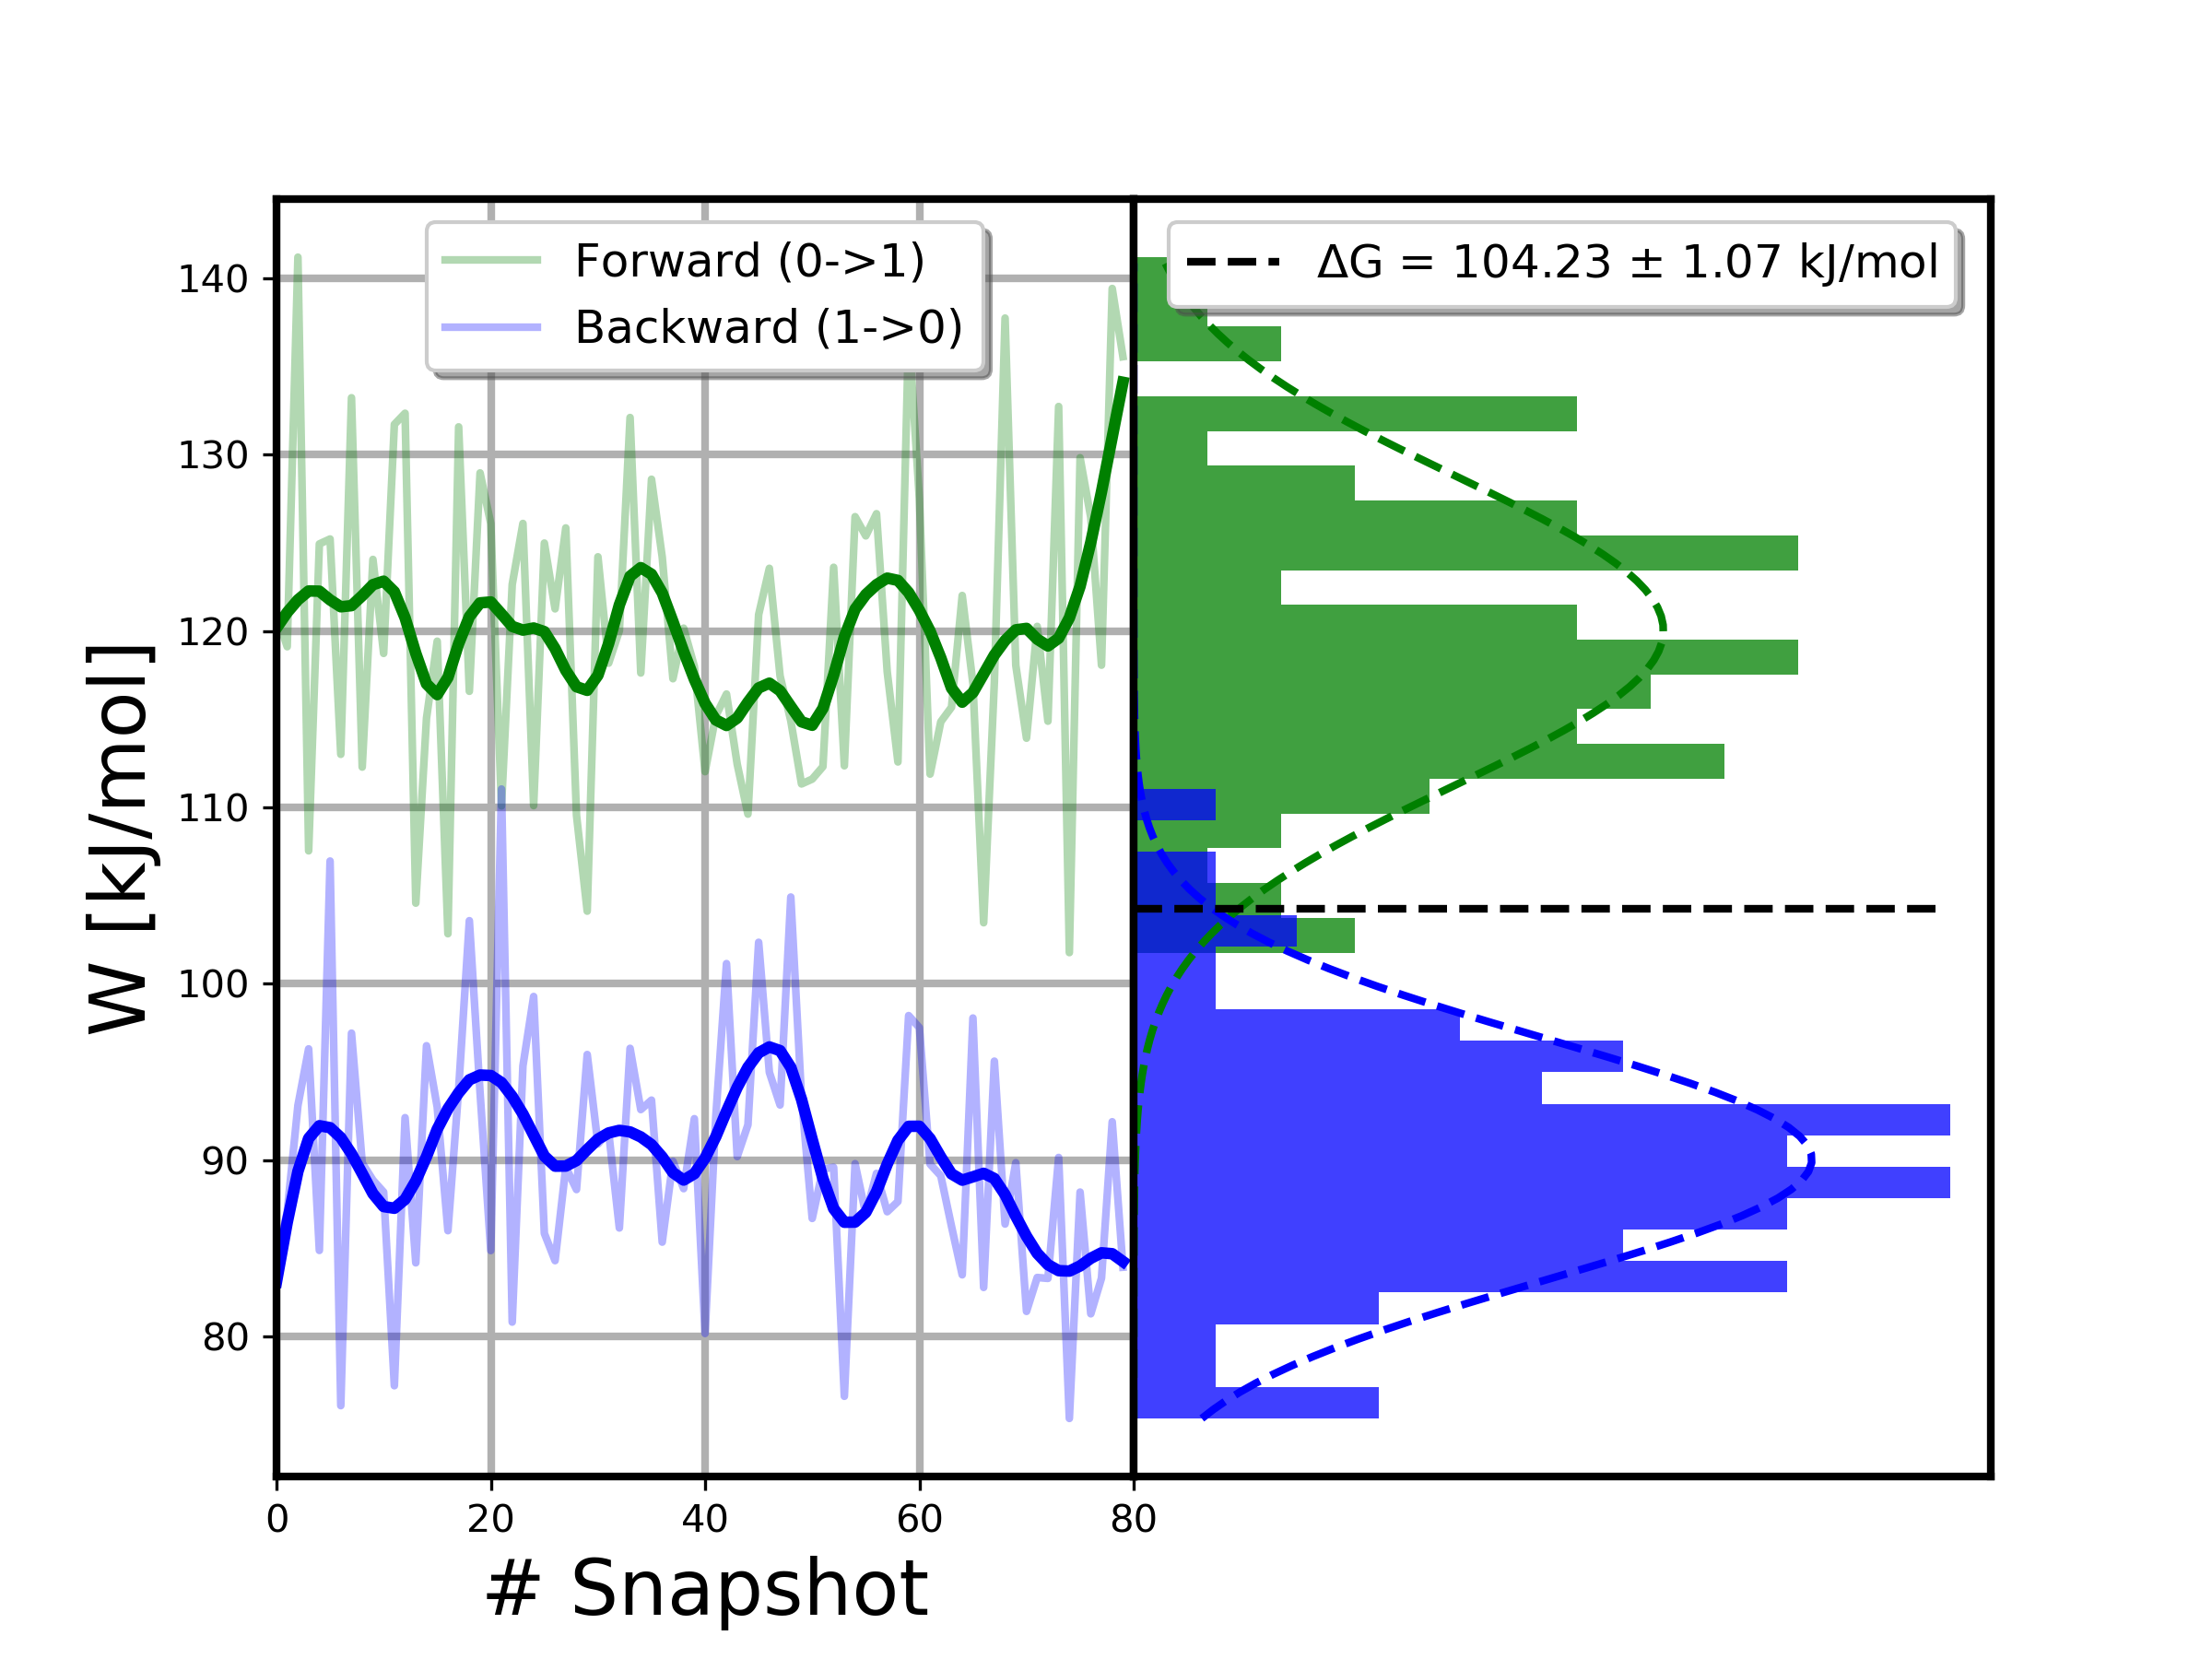 Forward (0->1)
Backward (1->0)
ΔG = 104.23 ± 1.07 kJ/mol
W [kJ/mol]
140
130
120
110
100
90
80
0 20 40 60 80
# Snapshot